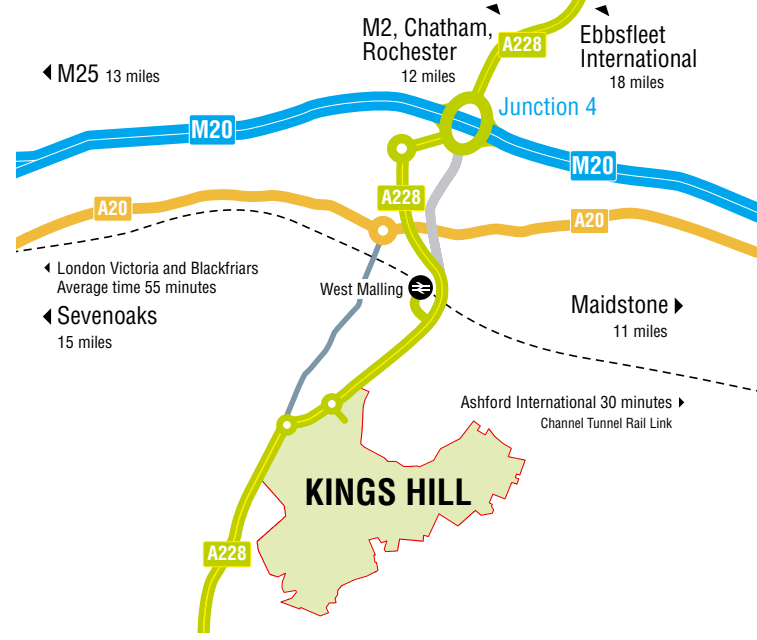 M2, Chatham,
Rochester
12 miles
A228
Ebbsfleet
International
18 miles
M25 13 miles
Junction 4
M20
M20
A228
A20
A20
London Victoria and Blackfriars
Average time 55 minutes
West Malling
Sevenoaks
15 miles
Maidstone
11 miles
Ashford International 30 minutes
Channel Tunnel Rail Link
KINGS HILL
A228